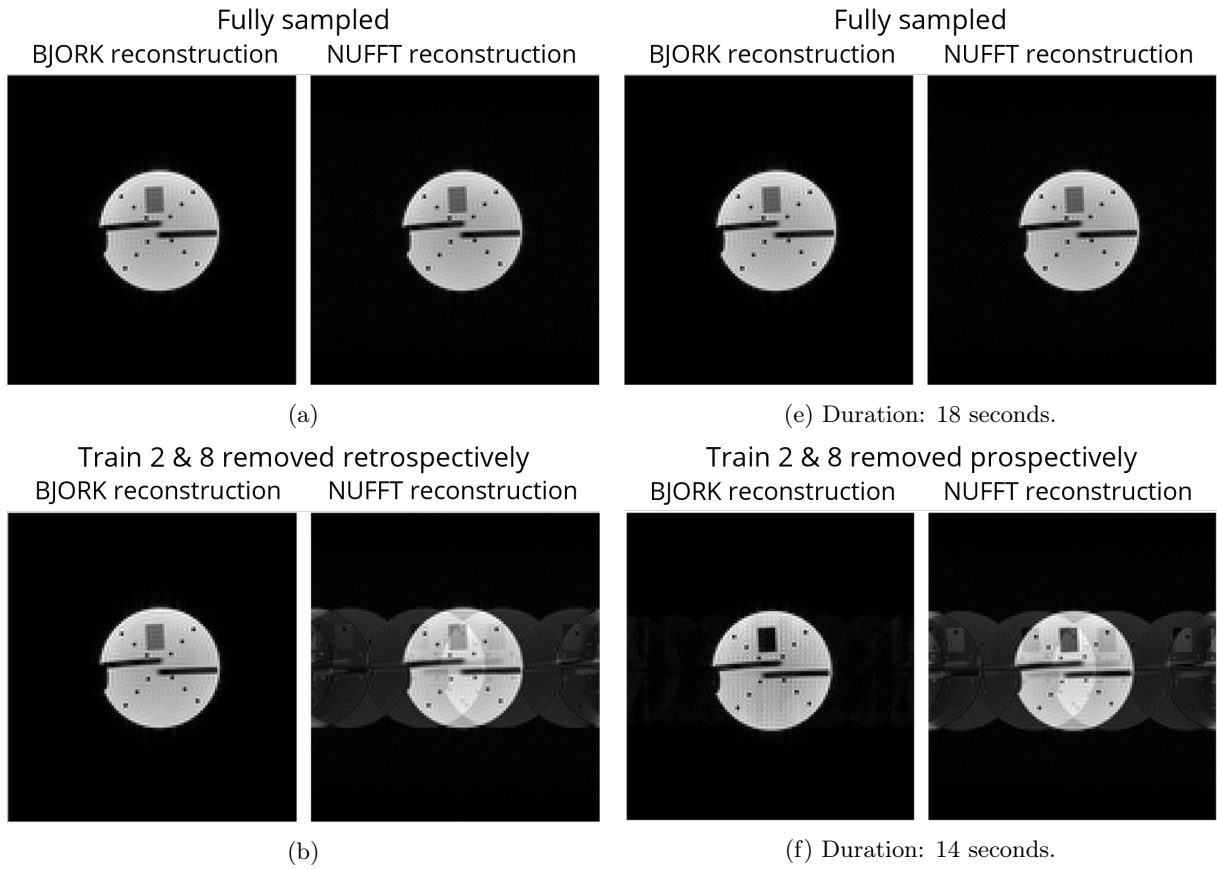 Fully sampled
BJORK reconstruction NUFFT reconstruction
(a)
Fully sampled
BJORK reconstruction NUFFT reconstruction
(e) Duration: 18 seconds.
Train 2 & 8 removed retrospectively
BJORK reconstruction NUFFT reconstruction
(b)
Train 2 & 8 removed prospectively
BJORK reconstruction NUFFT reconstruction
(f) Duration: 14 seconds.